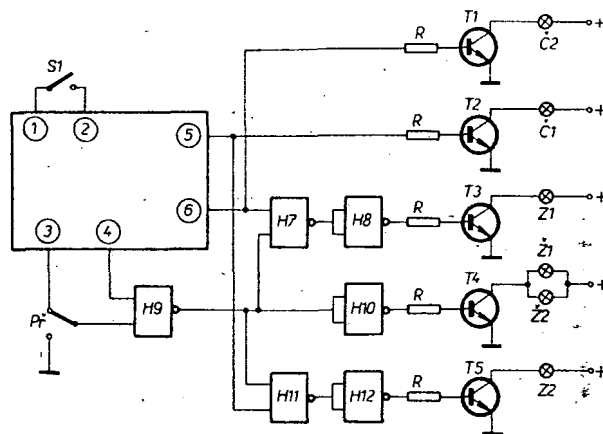 T1
R
+
Č2
S1
T2
1
2
R
+
5
Č1
T3
6
R
H7
H8
+
Z1
3
4
T4
Ž1
H9
R
+
Př
H10
Ž2
T5
R
H11
H12
+
Z2